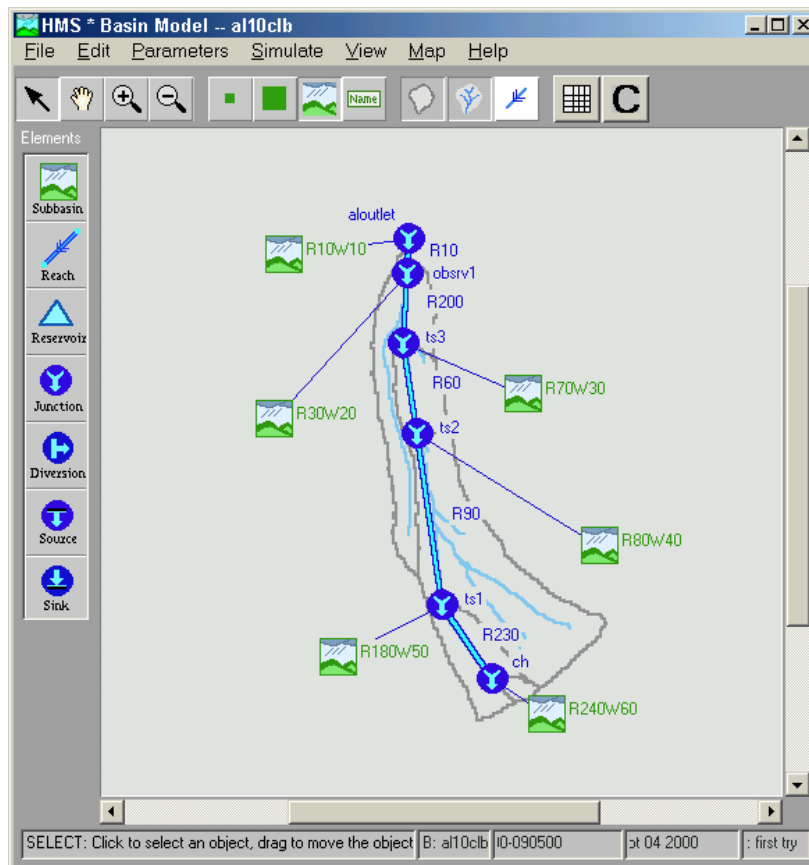 HMS * Basin Model -- al10clb
File Edit Parameters Simulate View Map Help
Name C
Elements
Subbasin
Reach
Reservoir
Junction
Diversion
Source
Sink
aloutlet
R10W10 R10
obsrv1
R200
ts3
R60 R70W30
R30W20
ts2
R90
R80W40
ts1
R230
R180W50
ch
R240W60
SELECT: Click to select an object, drag to move the object B: al10clb 0-090500 ot 04 2000 : first try